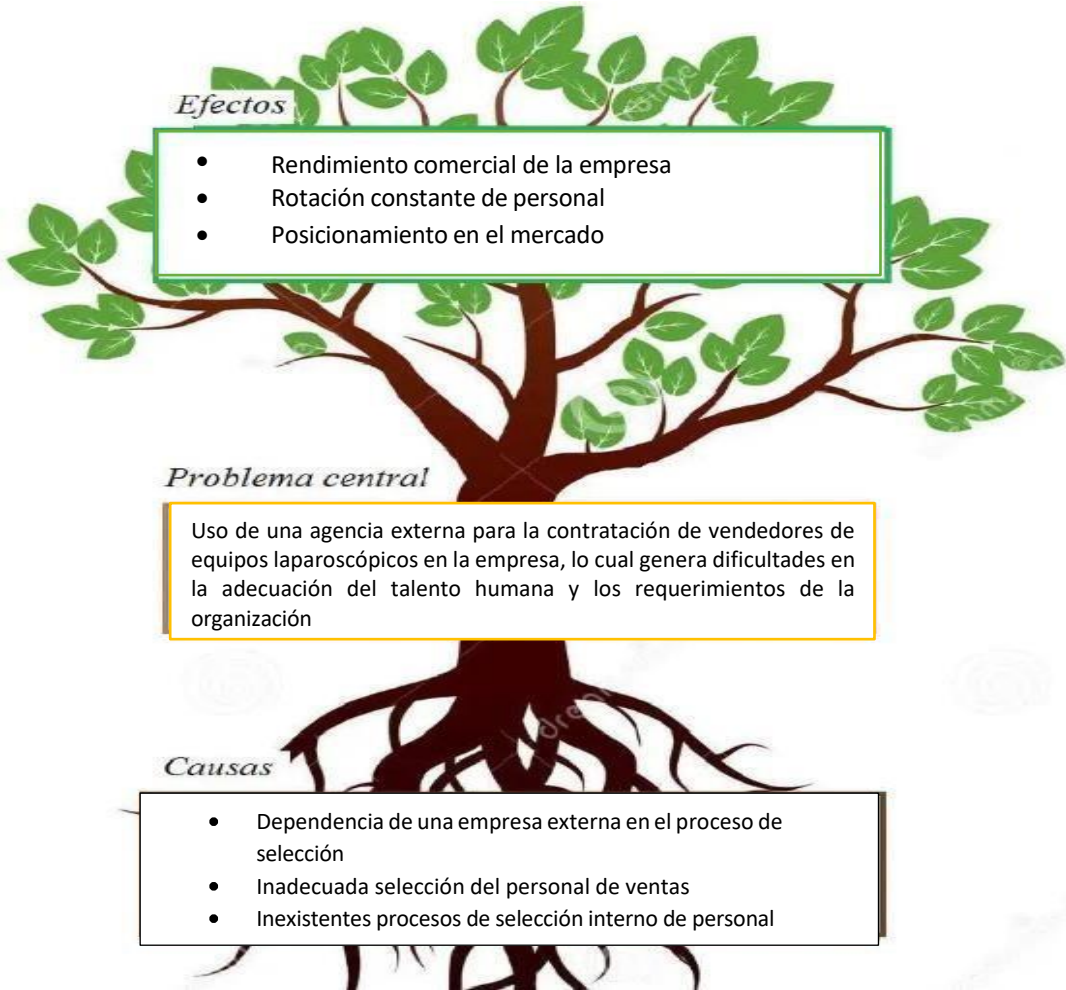 Efectos
• Rendimiento comercial de la empresa
• Rotación constante de personal
• Posicionamiento en el mercado
Problema central
Uso de una agencia externa para la contratación de vendedores de
equipos laparoscópicos en la empresa, lo cual genera dificultades en
la adecuación del talento humana y los requerimientos de la
organización
Causas
• Dependencia de una empresa externa en el proceso de
selección
• Inadecuada selección del personal de ventas
• Inexistentes procesos de selección interno de personal